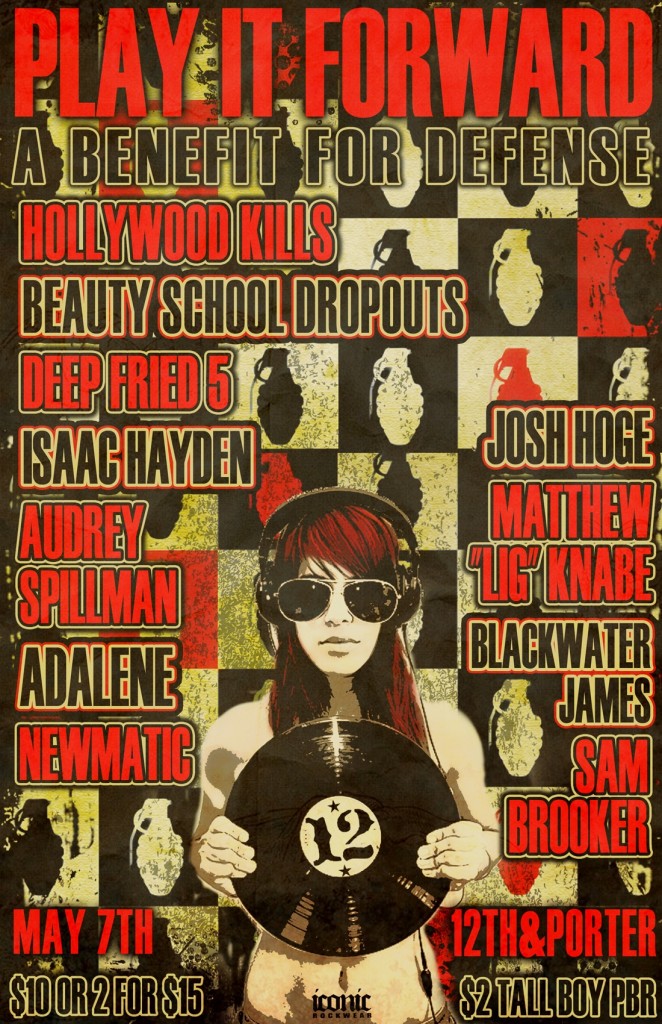 PLAY IT FORWARD
A BENEFIT FOR DEFENSE
HOLLYWOOD KILLS
BEAUTY SCHOOL DROPOUTS
DEEP FRIED 5
ISAAC HAYDEN
AUDREY
SPILLMAN
ADALENE
NEWMATIC
JOSH HOGE
MATTHEW
"LIG" KNABE
BLACKWATER
JAMES
SAM
BROOKER
12
MAY 7TH
12TH&PORTER
$10 OR 2 FOR $15
iconic
ROCKWEAR
$2 TALL BOY PBR